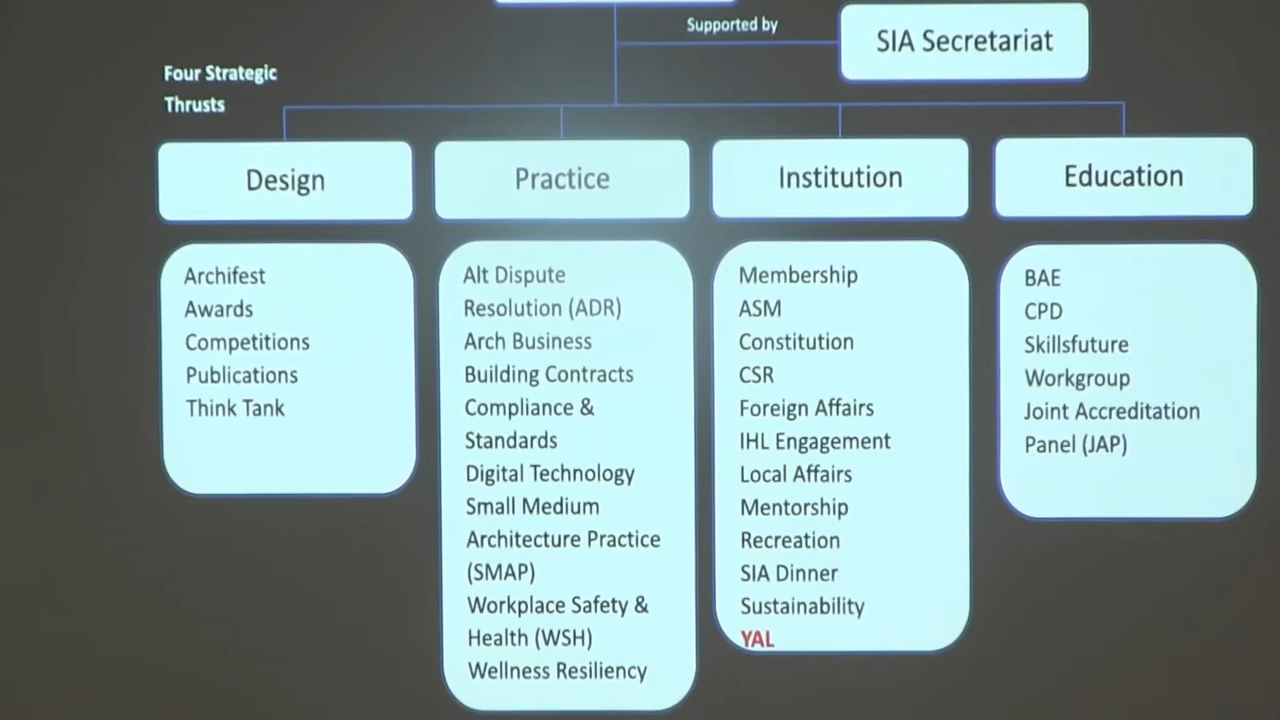 Supported by
SIA Secretariat
Four Strategic
Thrusts
Design
Practice
Institution
Education
Archifest
Awards
Competitions
Publications
Think Tank
Alt Dispute
Resolution (ADR)
Arch Business
Building Contracts
Compliance &
Standards
Digital Technology
Small Medium
Architecture Practice
(SMAP)
Workplace Safety &
Health (WSH)
Wellness Resiliency
Membership
ASM
Constitution
CSR
Foreign Affairs
IHL Engagement
Local Affairs
Mentorship
Recreation
SIA Dinner
Sustainability
YAL
BAE
CPD
Skillsfuture
Workgroup
Joint Accreditation
Panel (JAP)